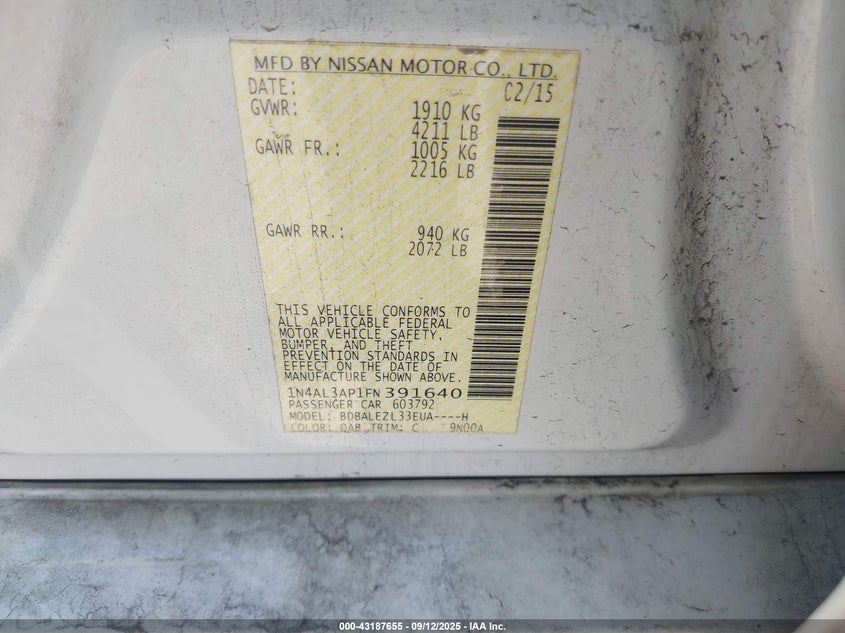 MFD BY NISSAN MOTOR CO., LTD.
DATE: 02/15
GVWR: 1910 KG
4211 LB
GAWR FR.: 1005 KG
2216 LB
GAWR RR.: 940 KG
2072 LB
THIS VEHICLE CONFORMS TO
ALL APPLICABLE FEDERAL
MOTOR VEHICLE SAFETY,
BUMPER, AND THEFT
PREVENTION STANDARDS IN
EFFECT ON THE DATE OF
MANUFACTURE SHOWN ABOVE.
1N4AL3AP1FN391640
PASSENGER CAR 603792
MODEL: BDBALEZL33EUA----H
COLOR: QAB TRIM: C 9N00A
000-43187655 - 09/12/2025 - IAA Inc.